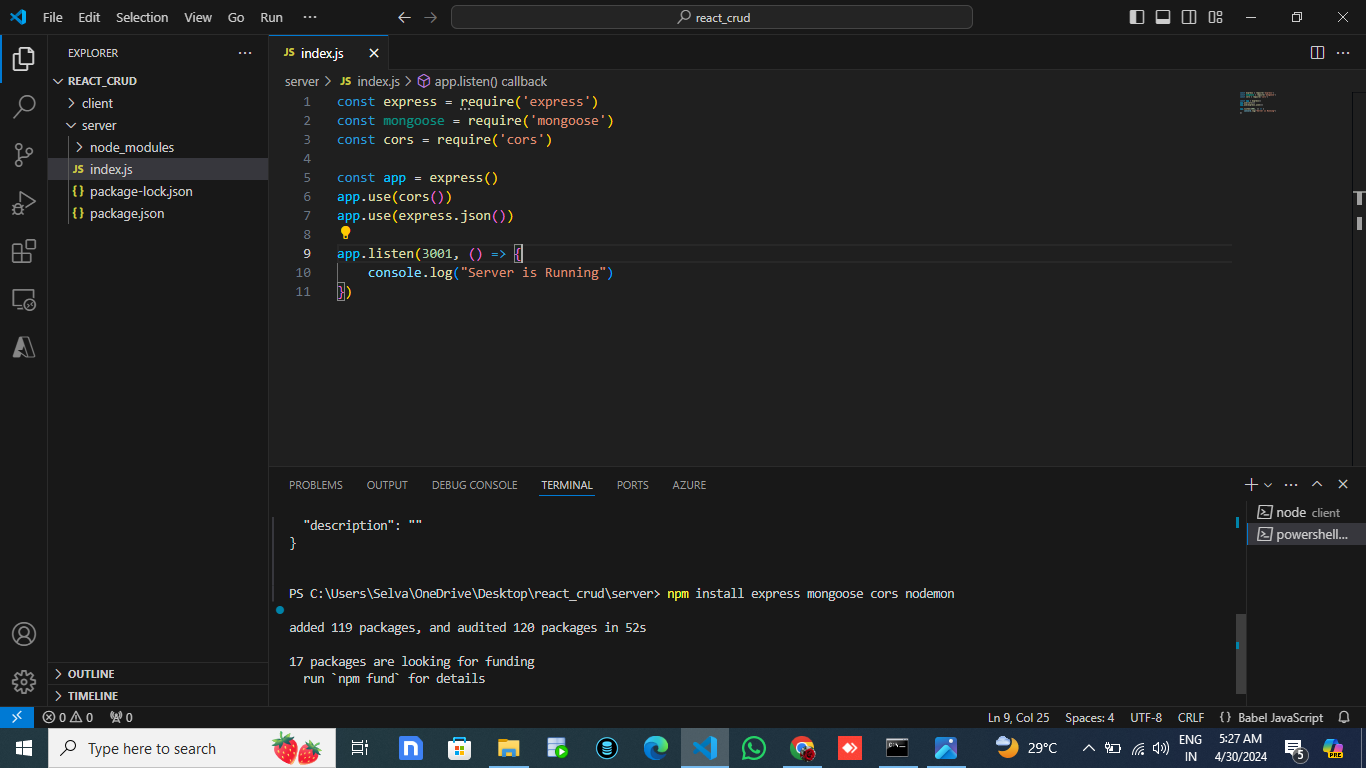 File Edit Selection View Go Run ···
react_crud
EXPLORER
REACT_CRUD
client
server
node_modules
JS index.js
{} package-lock.json
{} package.json
OUTLINE
TIMELINE
JS index.js
server > JS index.js > app.listen() callback
1 const express = require('express')
2 const mongoose = require('mongoose')
3 const cors = require('cors')
4
5 const app = express()
6 app.use(cors())
7 app.use(express.json())
8
9 app.listen(3001, () => {
10 console.log("Server is Running")
11 })
PROBLEMS OUTPUT DEBUG CONSOLE TERMINAL PORTS AZURE
"description": ""
}
PS C:\Users\Selva\OneDrive\Desktop\react_crud\server> npm install express mongoose cors nodemon
added 119 packages, and audited 120 packages in 52s
17 packages are looking for funding
run `npm fund` for details
node client
powershell...
0 0 0
Ln 9, Col 25 Spaces: 4 UTF-8 CRLF {} Babel JavaScript
Type here to search
29°C
ENG
IN
5:27 AM
4/30/2024
5
PRE